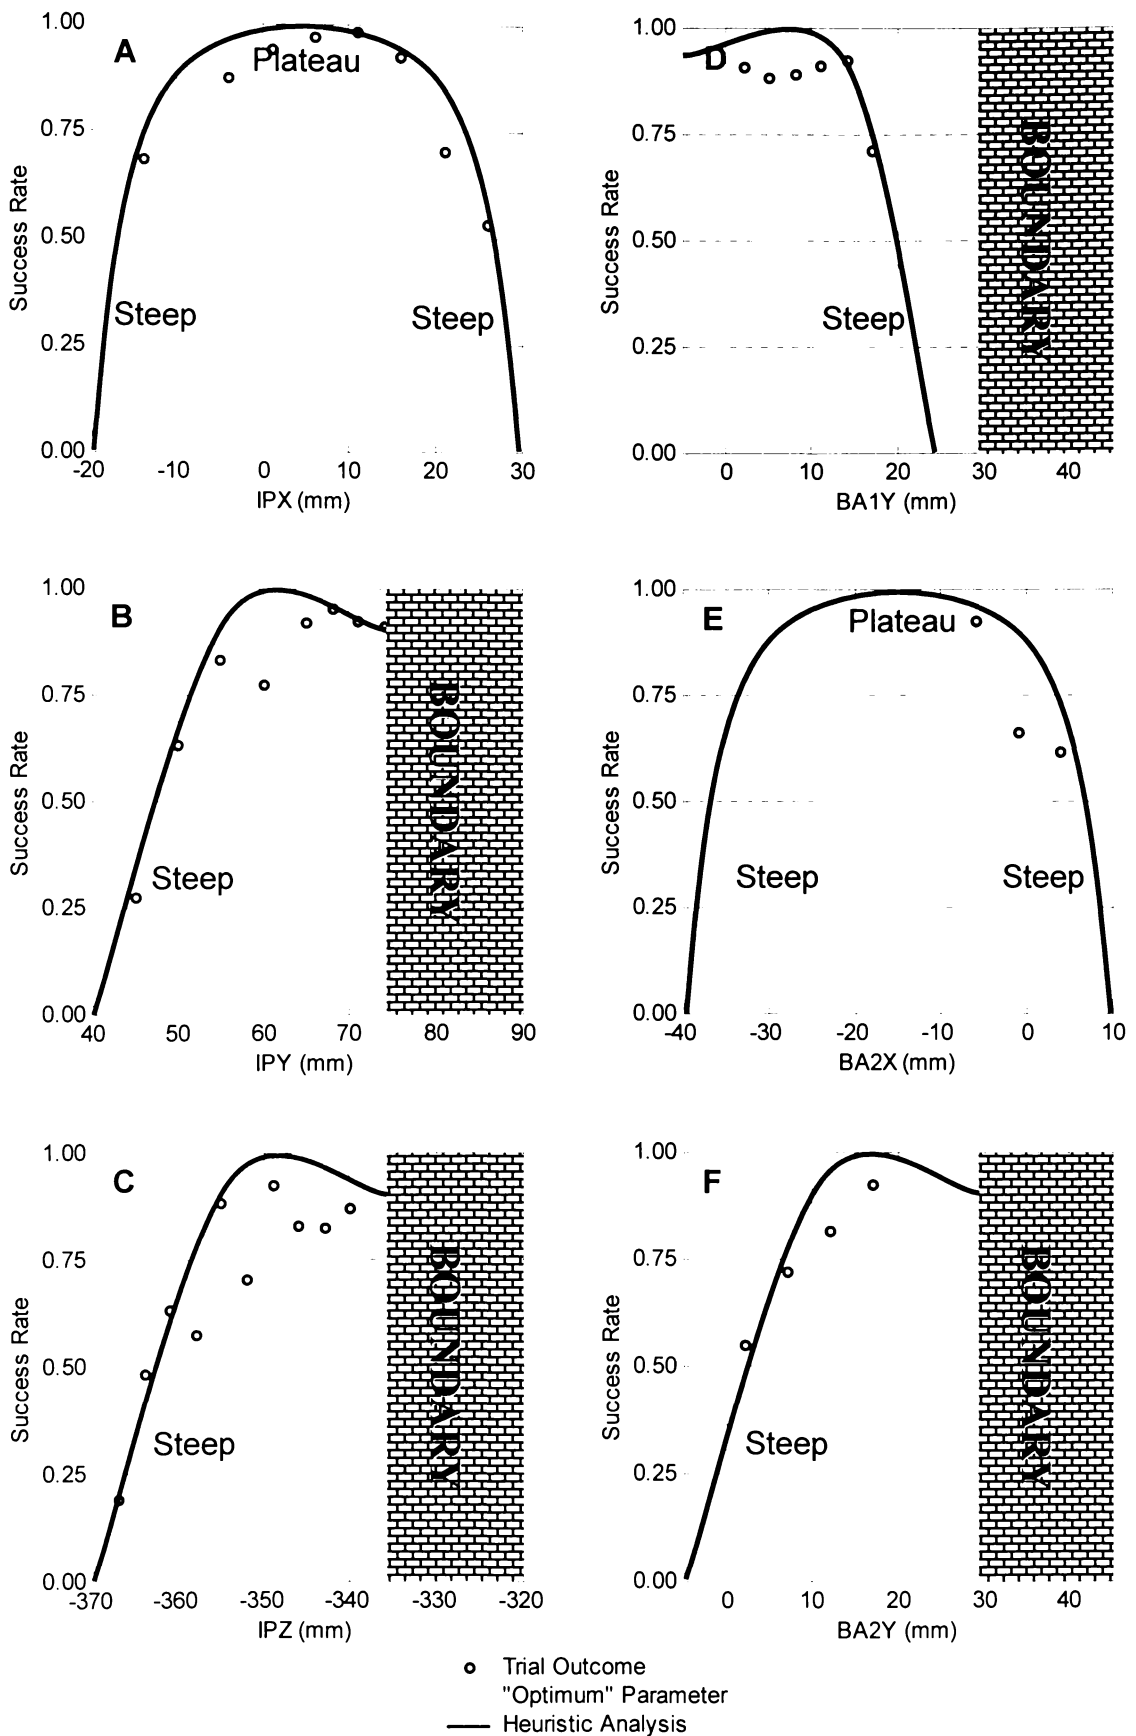 A
Success Rate
1.00
0.75
0.50
0.25
0.00
Plateau
Steep
Steep
-20
-10
0
10
20
30
IPX (mm)
D
Success Rate
1.00
0.75
0.50
0.25
0.00
Steep
BOUNDARY
0
10
20
30
40
BA1Y (mm)
B
Success Rate
1.00
0.75
0.50
0.25
0.00
Steep
BOUNDARY
40
50
60
70
80
90
IPY (mm)
E
Success Rate
1.00
0.75
0.50
0.25
0.00
Plateau
Steep
Steep
-40
-30
-20
-10
0
10
BA2X (mm)
C
Success Rate
1.00
0.75
0.50
0.25
0.00
Steep
BOUNDARY
-370
-360
-350
-340
-330
-320
IPZ (mm)
F
Success Rate
1.00
0.75
0.50
0.25
0.00
Steep
BOUNDARY
0
10
20
30
40
BA2Y (mm)
Trial Outcome
"Optimum" Parameter
Heuristic Analysis